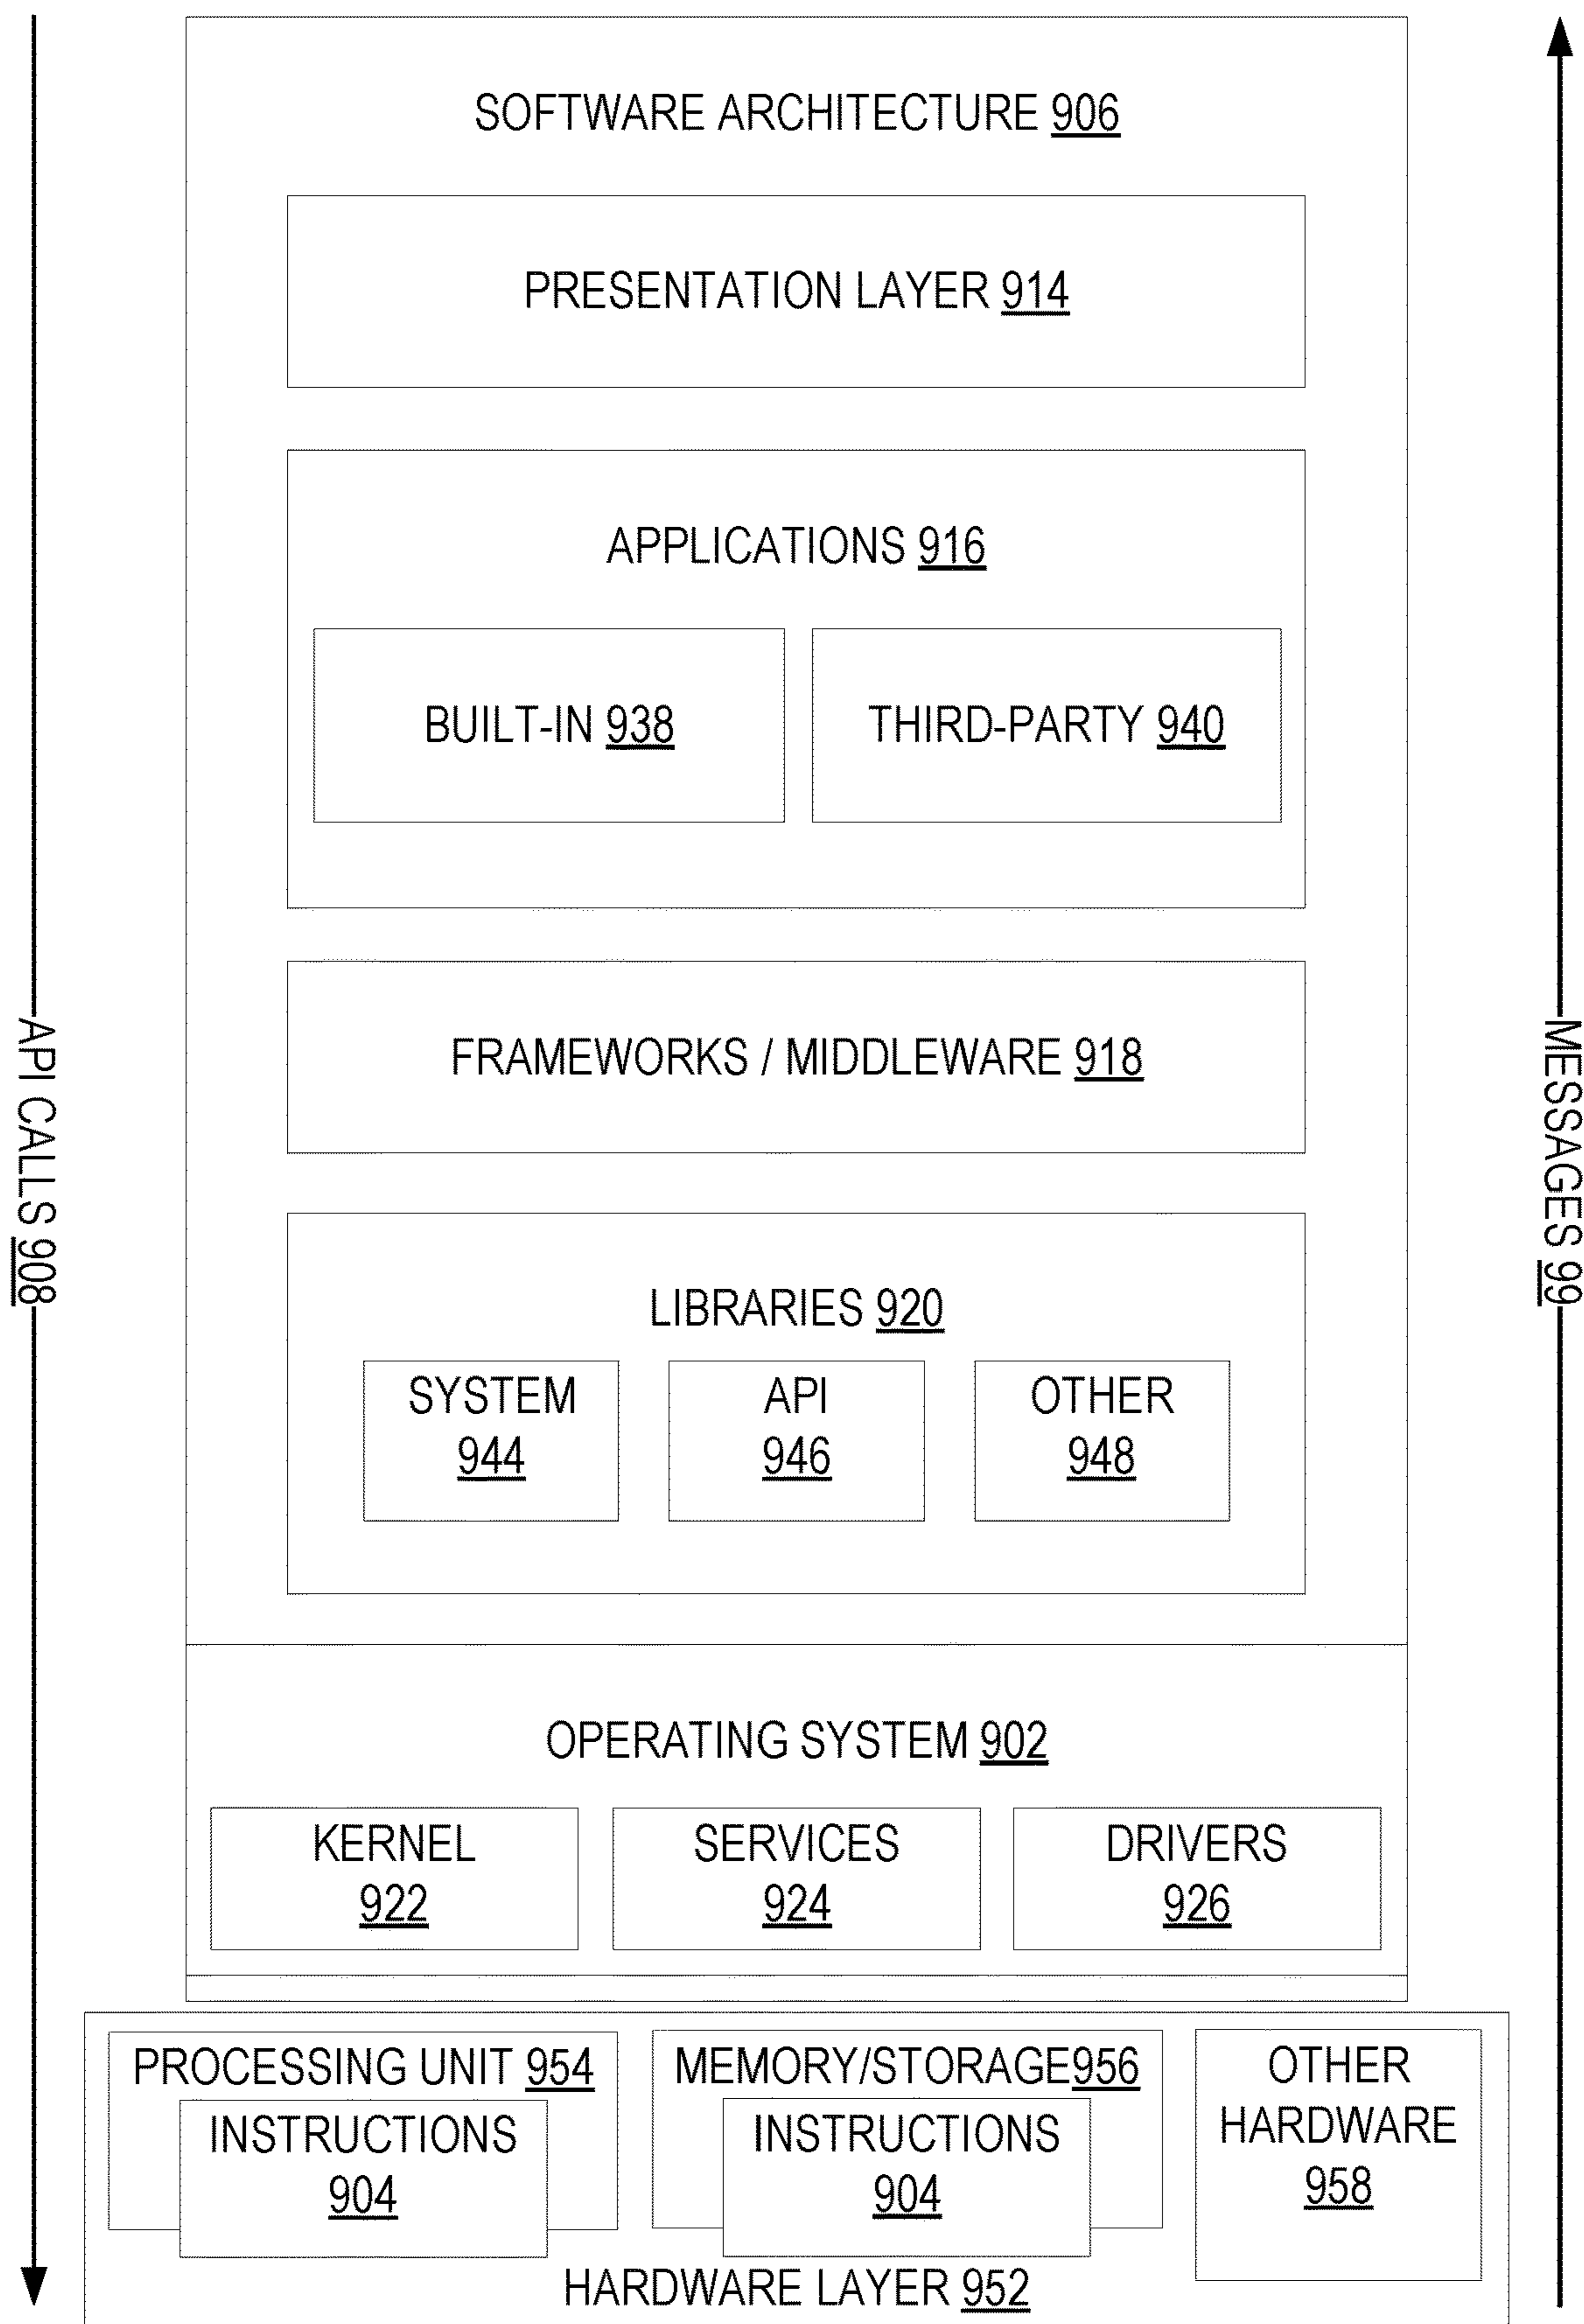 SOFTWARE ARCHITECTURE 906
PRESENTATION LAYER 914
APPLICATIONS 916
BUILT-IN 938
THIRD-PARTY 940
FRAMEWORKS / MIDDLEWARE 918
API CALLS 908
MESSAGES 99
LIBRARIES 920
SYSTEM
944
API
946
OTHER
948
OPERATING SYSTEM 902
KERNEL
922
SERVICES
924
DRIVERS
926
PROCESSING UNIT 954
INSTRUCTIONS
904
MEMORY/STORAGE956
INSTRUCTIONS
904
OTHER
HARDWARE
958
HARDWARE LAYER 952